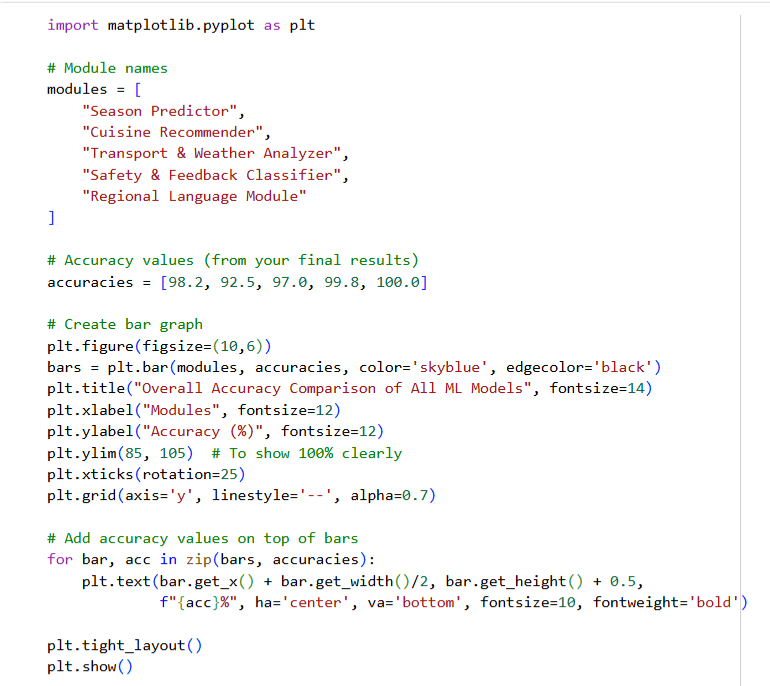 import matplotlib.pyplot as plt
# Module names
modules = [
    "Season Predictor",
    "Cuisine Recommender",
    "Transport & Weather Analyzer",
    "Safety & Feedback Classifier",
    "Regional Language Module"
]
# Accuracy values (from your final results)
accuracies = [98.2, 92.5, 97.0, 99.8, 100.0]
# Create bar graph
plt.figure(figsize=(10,6))
bars = plt.bar(modules, accuracies, color='skyblue', edgecolor='black')
plt.title("Overall Accuracy Comparison of All ML Models", fontsize=14)
plt.xlabel("Modules", fontsize=12)
plt.ylabel("Accuracy (%)", fontsize=12)
plt.ylim(85, 105)  # To show 100% clearly
plt.xticks(rotation=25)
plt.grid(axis='y', linestyle='--', alpha=0.7)
# Add accuracy values on top of bars
for bar, acc in zip(bars, accuracies):
    plt.text(bar.get_x() + bar.get_width()/2, bar.get_height() + 0.5,
             f"{acc}%", ha='center', va='bottom', fontsize=10, fontweight='bold')
plt.tight_layout()
plt.show()